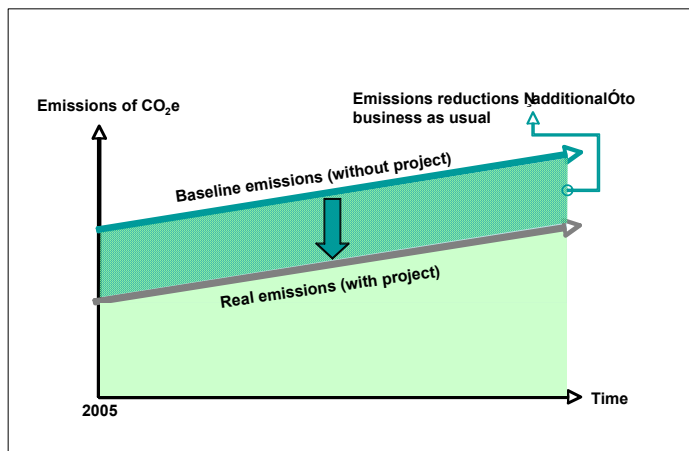 Emissions of CO₂e
Emissions reductions „additionalÓto
business as usual
Baseline emissions (without project)
Real emissions (with project)
Time
2005